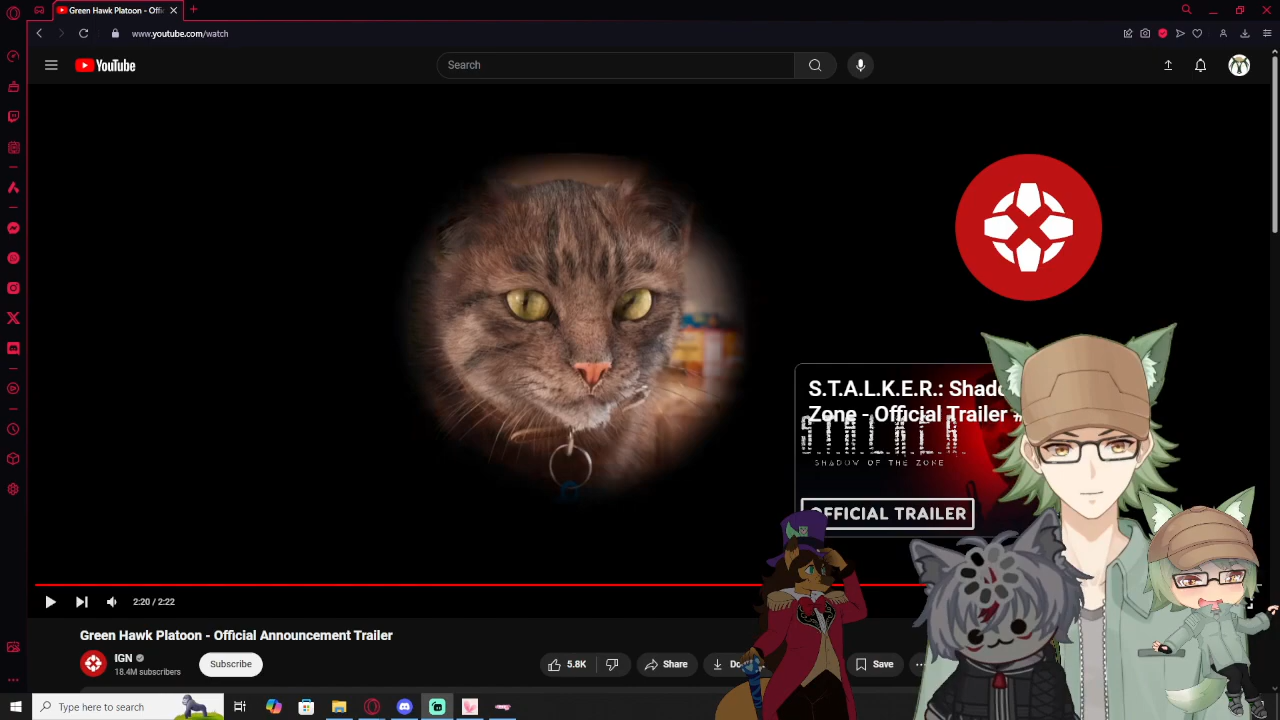 Green Hawk Platoon - Offi
www.youtube.com/watch
YouTube
Search
S.T.A.L.K.E.R.: Shado
Zone - Official Trailer #
S.T.A.L.K.E.R.
SHADOW OF THE ZONE
OFFICIAL TRAILER
2:20 / 2:22
Green Hawk Platoon - Official Announcement Trailer
IGN
18.4M subscribers
Subscribe
5.8K
Share
Do
Save
Type here to search